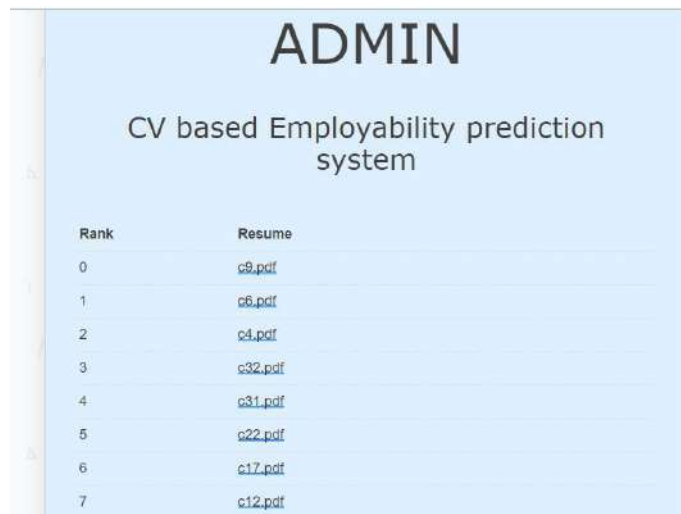 ADMIN
CV based Employability prediction
system
Rank Resume
0 c9.pdf
1 c6.pdf
2 c4.pdf
3 c32.pdf
4 c31.pdf
5 c22.pdf
6 c17.pdf
7 c12.pdf